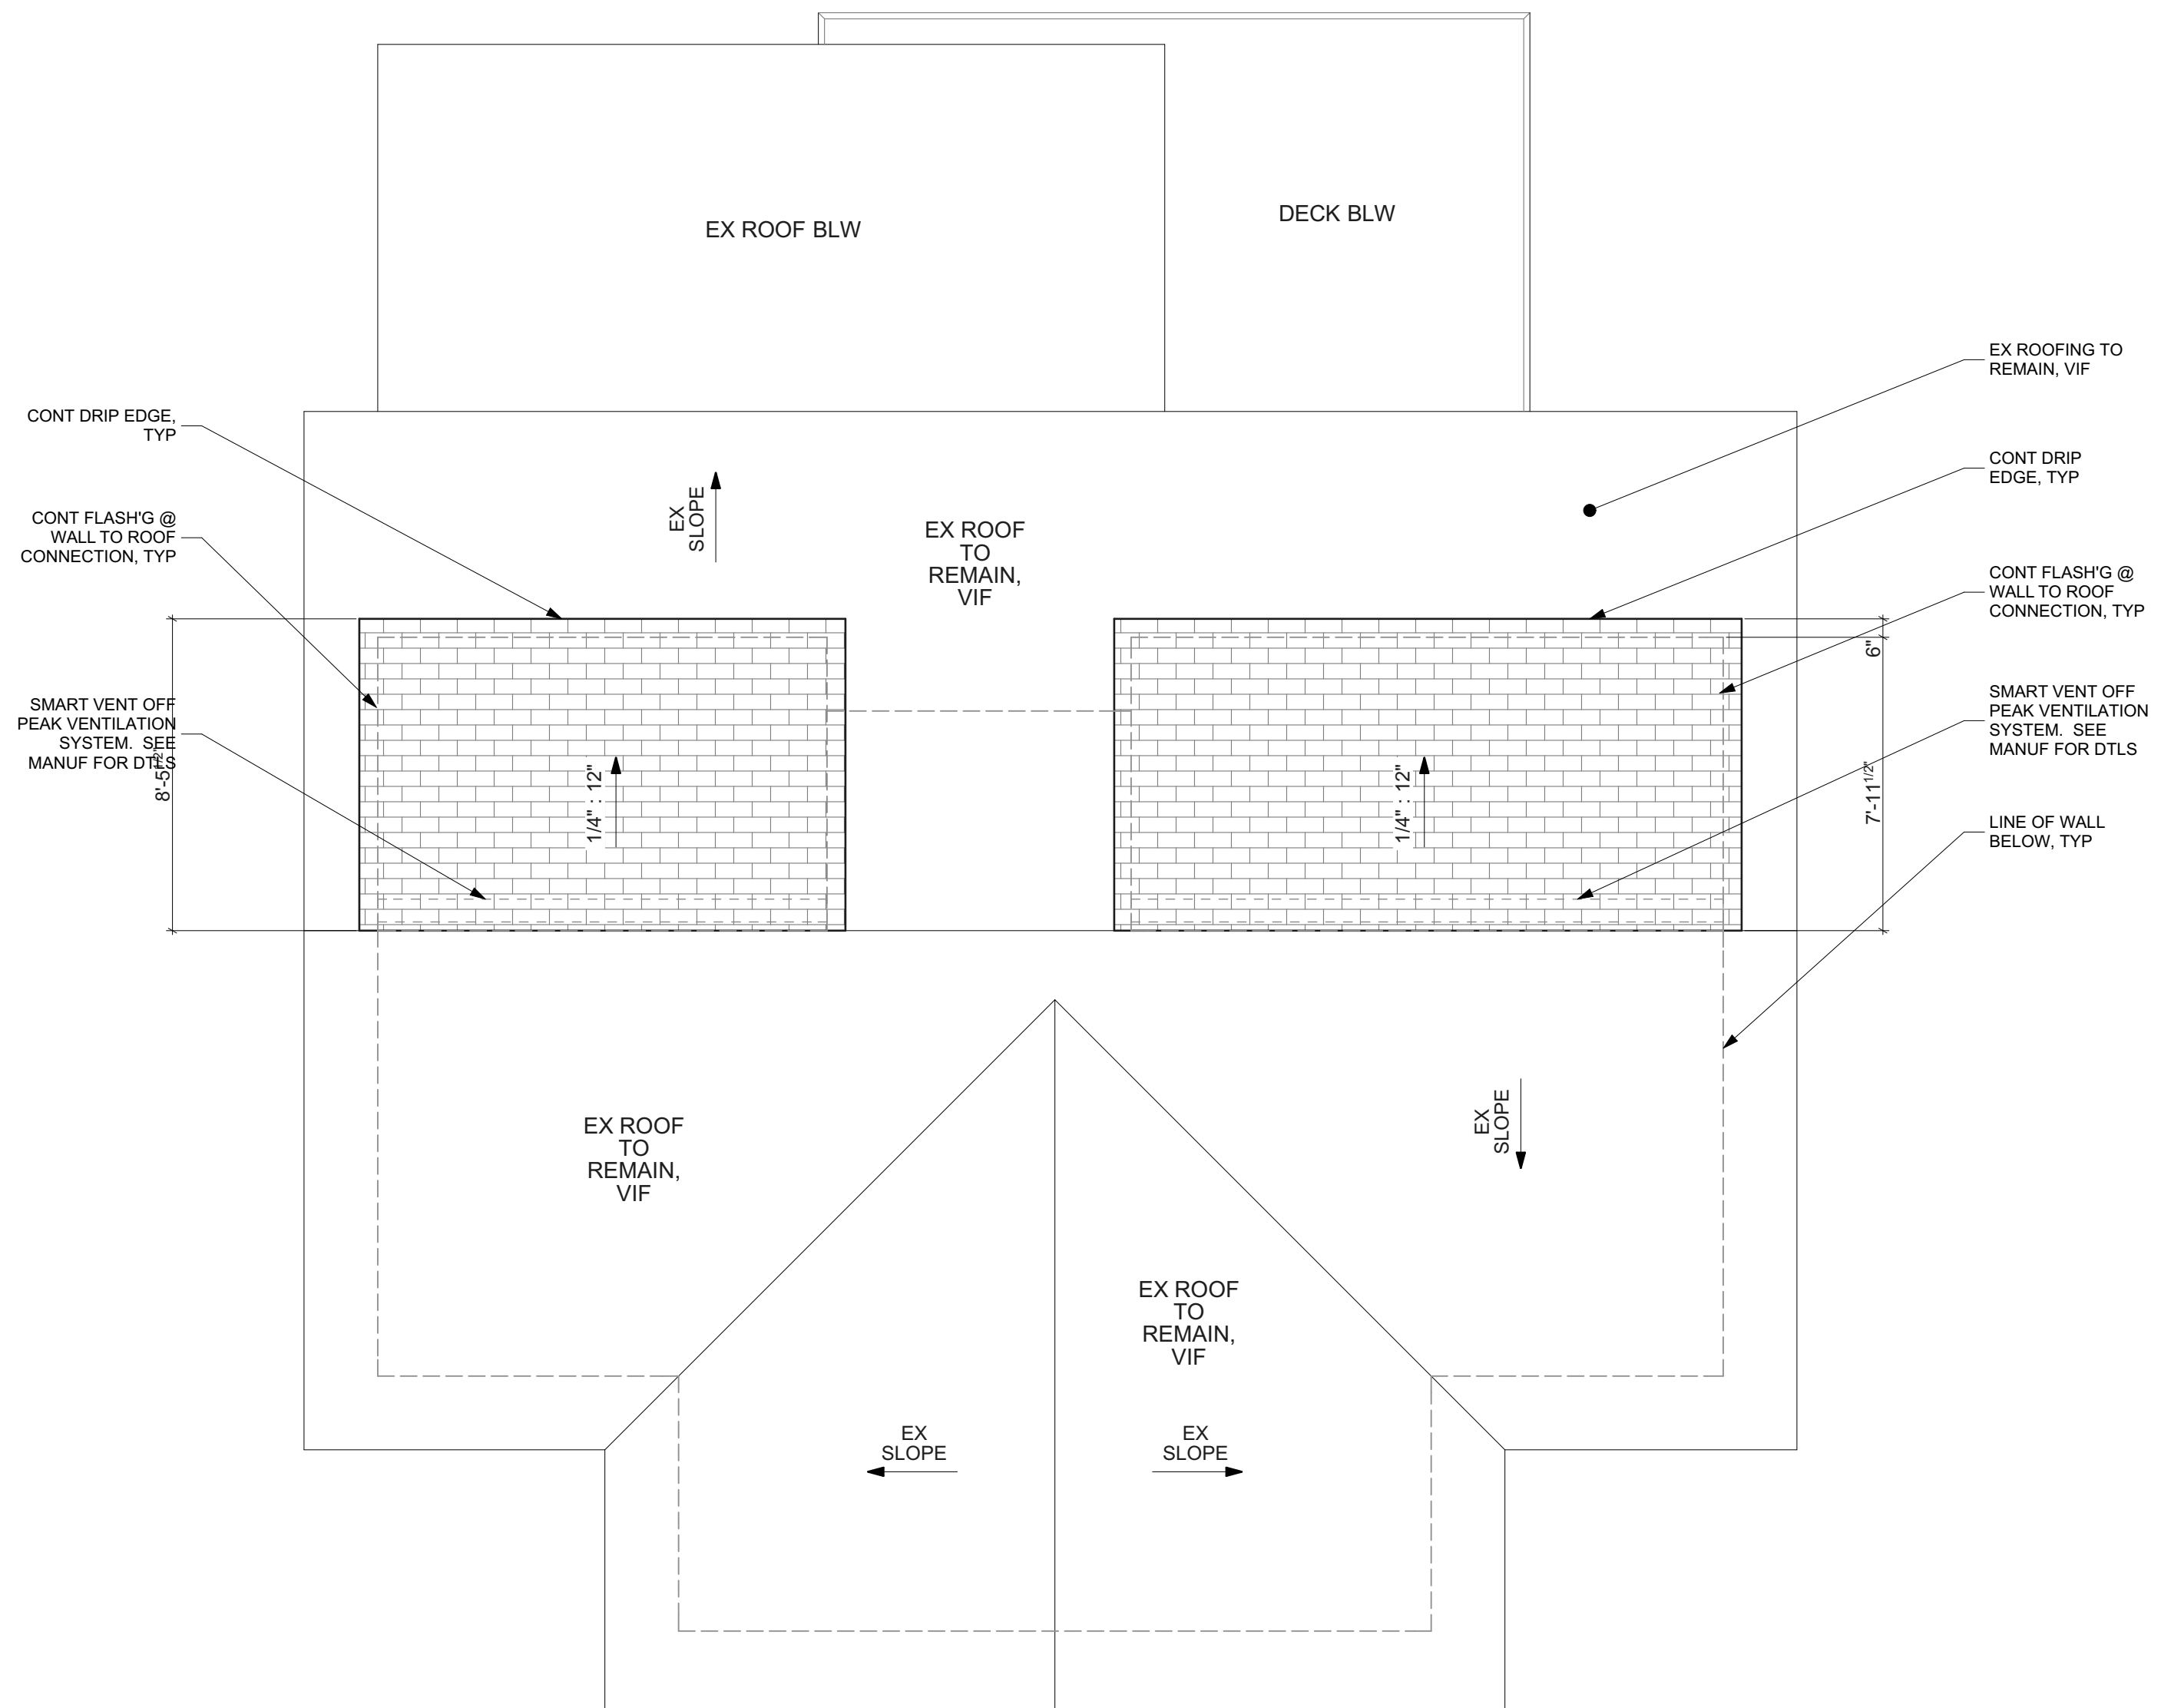 EX ROOF BLW
DECK BLW
CONT DRIP EDGE,
TYP
CONT FLASH'G @
WALL TO ROOF
CONNECTION, TYP
SMART VENT OFF
PEAK VENTILATION
SYSTEM. SEE
MANUF FOR DTLS
8'-5 1/2"
EX
SLOPE
EX ROOF
TO
REMAIN,
VIF
1/4" : 12"
1/4" : 12"
EX ROOFING TO
REMAIN, VIF
CONT DRIP
EDGE, TYP
CONT FLASH'G @
WALL TO ROOF
CONNECTION, TYP
6"
SMART VENT OFF
PEAK VENTILATION
SYSTEM. SEE
MANUF FOR DTLS
7'-11 1/2"
LINE OF WALL
BELOW, TYP
EX ROOF
TO
REMAIN,
VIF
EX
SLOPE
EX ROOF
TO
REMAIN,
VIF
EX
SLOPE
EX
SLOPE